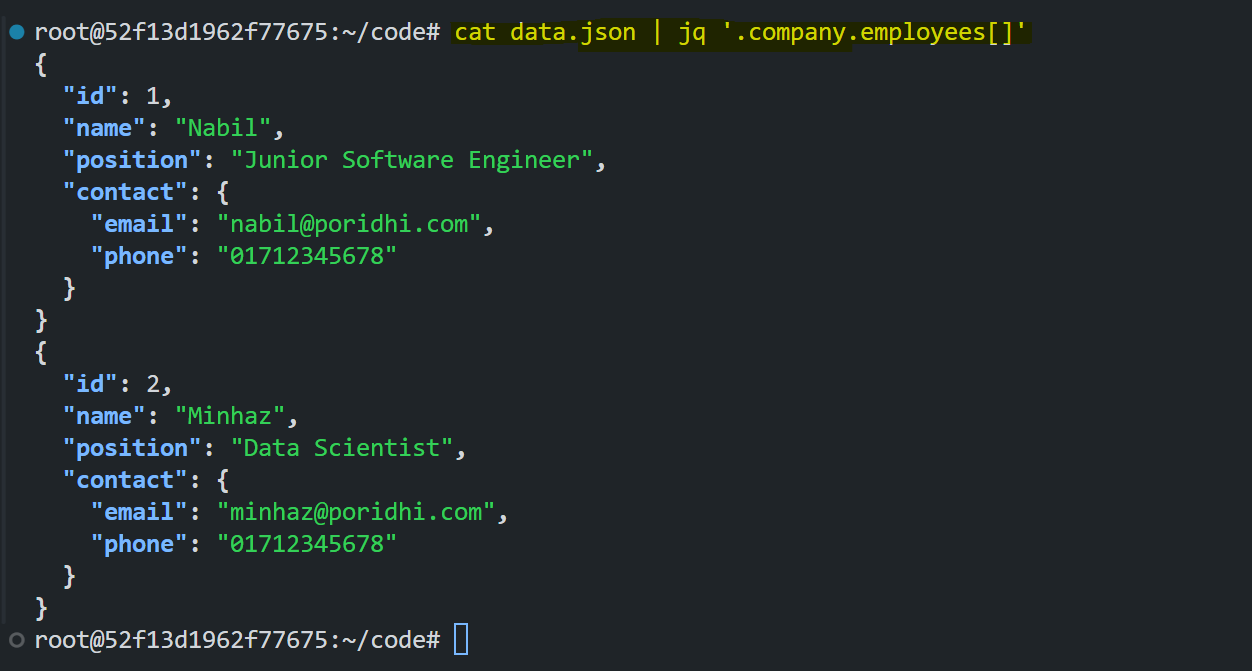 root@52f13d1962f77675:~/code# cat data.json | jq '.company.employees[]'
{
  "id": 1,
  "name": "Nabil",
  "position": "Junior Software Engineer",
  "contact": {
    "email": "nabil@poridhi.com",
    "phone": "01712345678"
  }
}
{
  "id": 2,
  "name": "Minhaz",
  "position": "Data Scientist",
  "contact": {
    "email": "minhaz@poridhi.com",
    "phone": "01712345678"
  }
}
root@52f13d1962f77675:~/code#